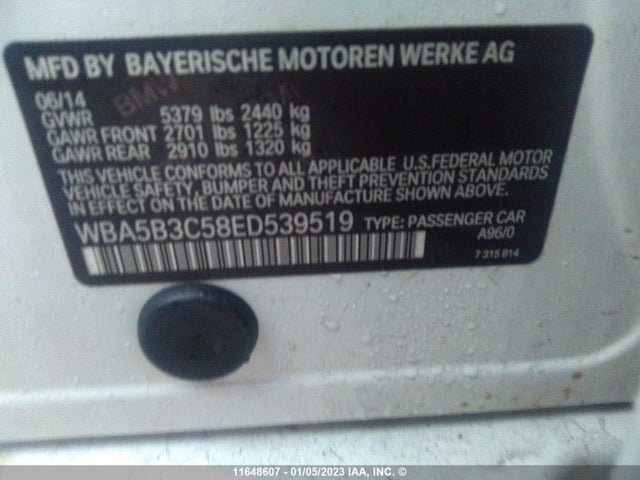 MFD BY BAYERISCHE MOTOREN WERKE AG
BMW
06/14
GVWR 5379 lbs 2440 kg
GAWR FRONT 2701 lbs 1225 kg
GAWR REAR 2910 lbs 1320 kg
THIS VEHICLE CONFORMS TO ALL APPLICABLE U.S.FEDERAL MOTOR
VEHICLE SAFETY, BUMPER AND THEFT PREVENTION STANDARDS
IN EFFECT ON THE DATE OF MANUFACTURE SHOWN ABOVE.
WBA5B3C58ED539519 TYPE: PASSENGER CAR
A96/0
7 315 814
11648607 - 01/05/2023 IAA, INC. ©